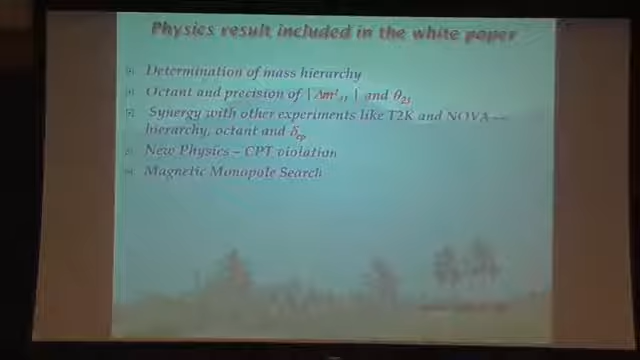 Physics result included in the white paper
Determination of mass hierarchy
Octant and precision of |Δm²₃₁| and θ₂₃
Synergy with other experiments like T2K and NOVA —
hierarchy, octant and δcp
New Physics – CPT violation
Magnetic Monopole Search